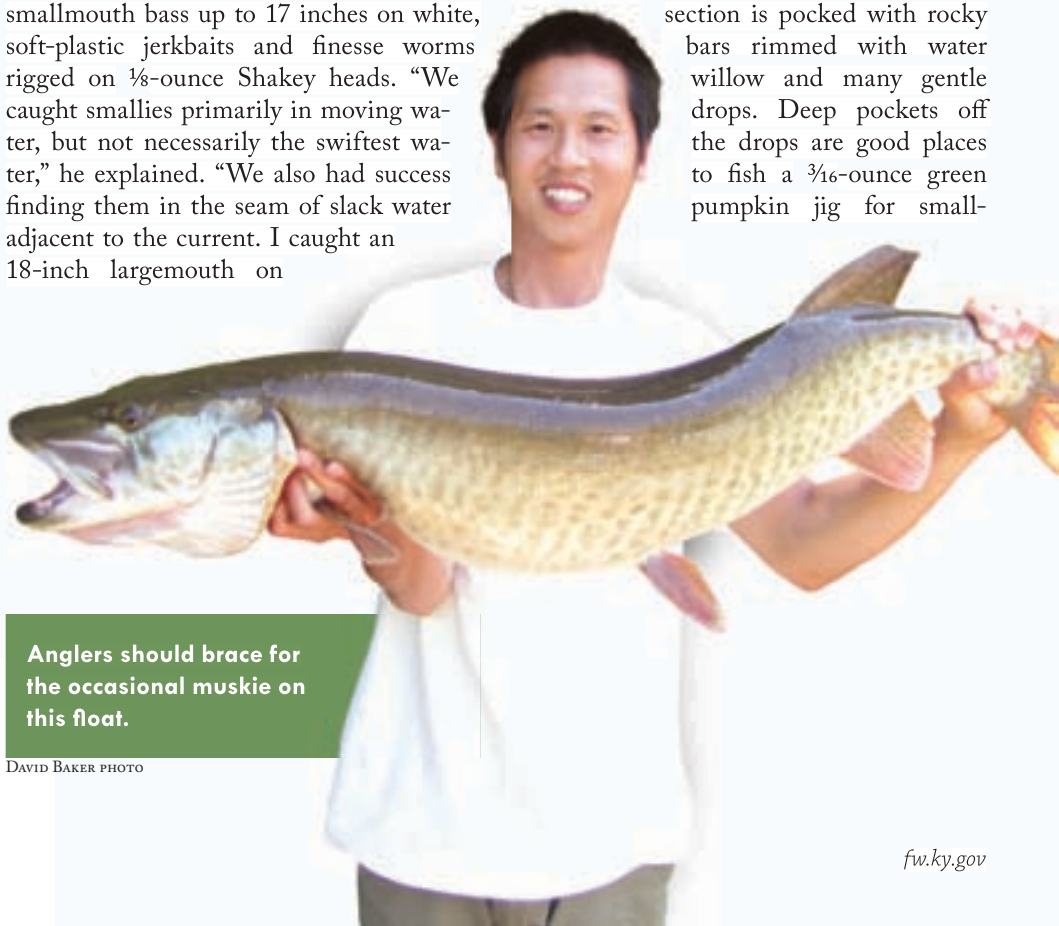 smallmouth bass up to 17 inches on white,
soft-plastic jerkbaits and finesse worms
rigged on ⅛-ounce Shakey heads. “We
caught smallies primarily in moving wa-
ter, but not necessarily the swiftest wa-
ter,” he explained. “We also had success
finding them in the seam of slack water
adjacent to the current. I caught an
18-inch largemouth on
section is pocked with rocky
bars rimmed with water
willow and many gentle
drops. Deep pockets off
the drops are good places
to fish a 3⁄16-ounce green
pumpkin jig for small-
Anglers should brace for
the occasional muskie on
this float.
David Baker photo
fw.ky.gov